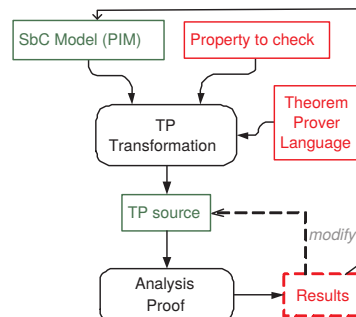 SbC Model (PIM)
Property to check
Theorem
Prover
Language
TP
Transformation
TP source
modify
Analysis
Proof
Results